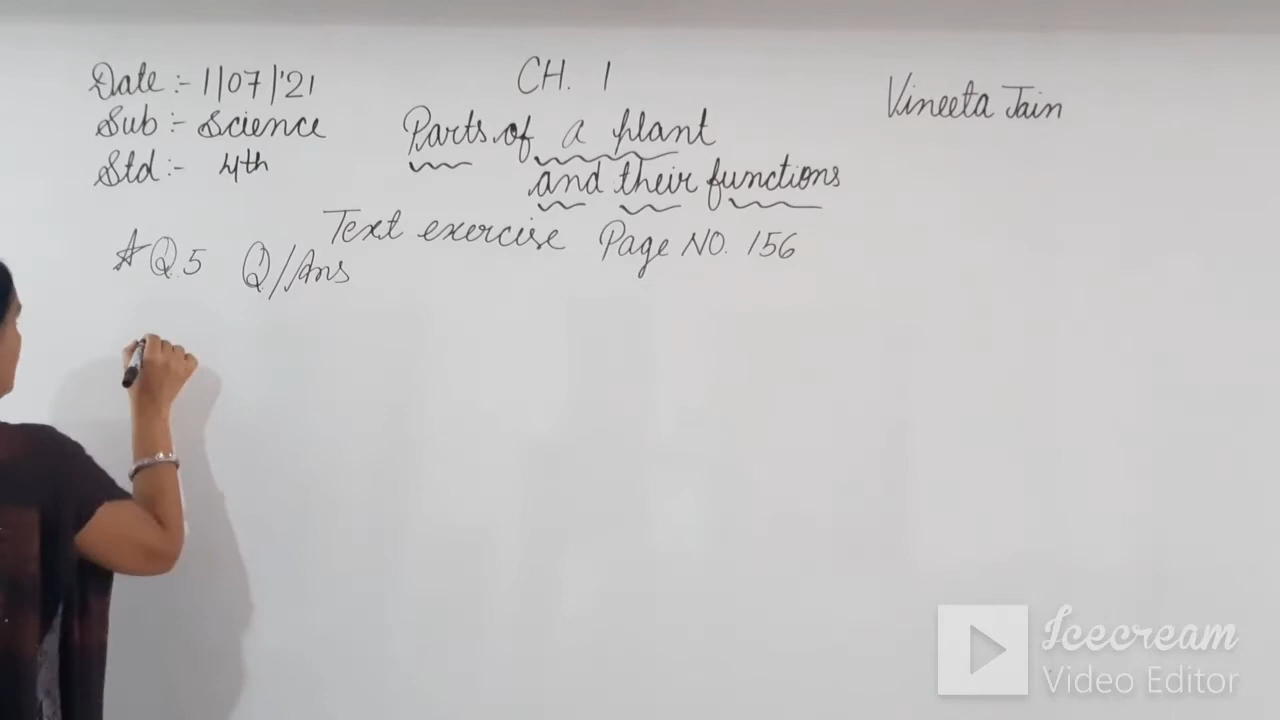 Date :- 1/07/'21
Sub :- Science
Std :- 4th
CH. 1
Parts of a plant
and their functions
Vineeta Jain
Text exercise Page NO. 156
* Q.5 Q/Ans
Icecream
Video Editor